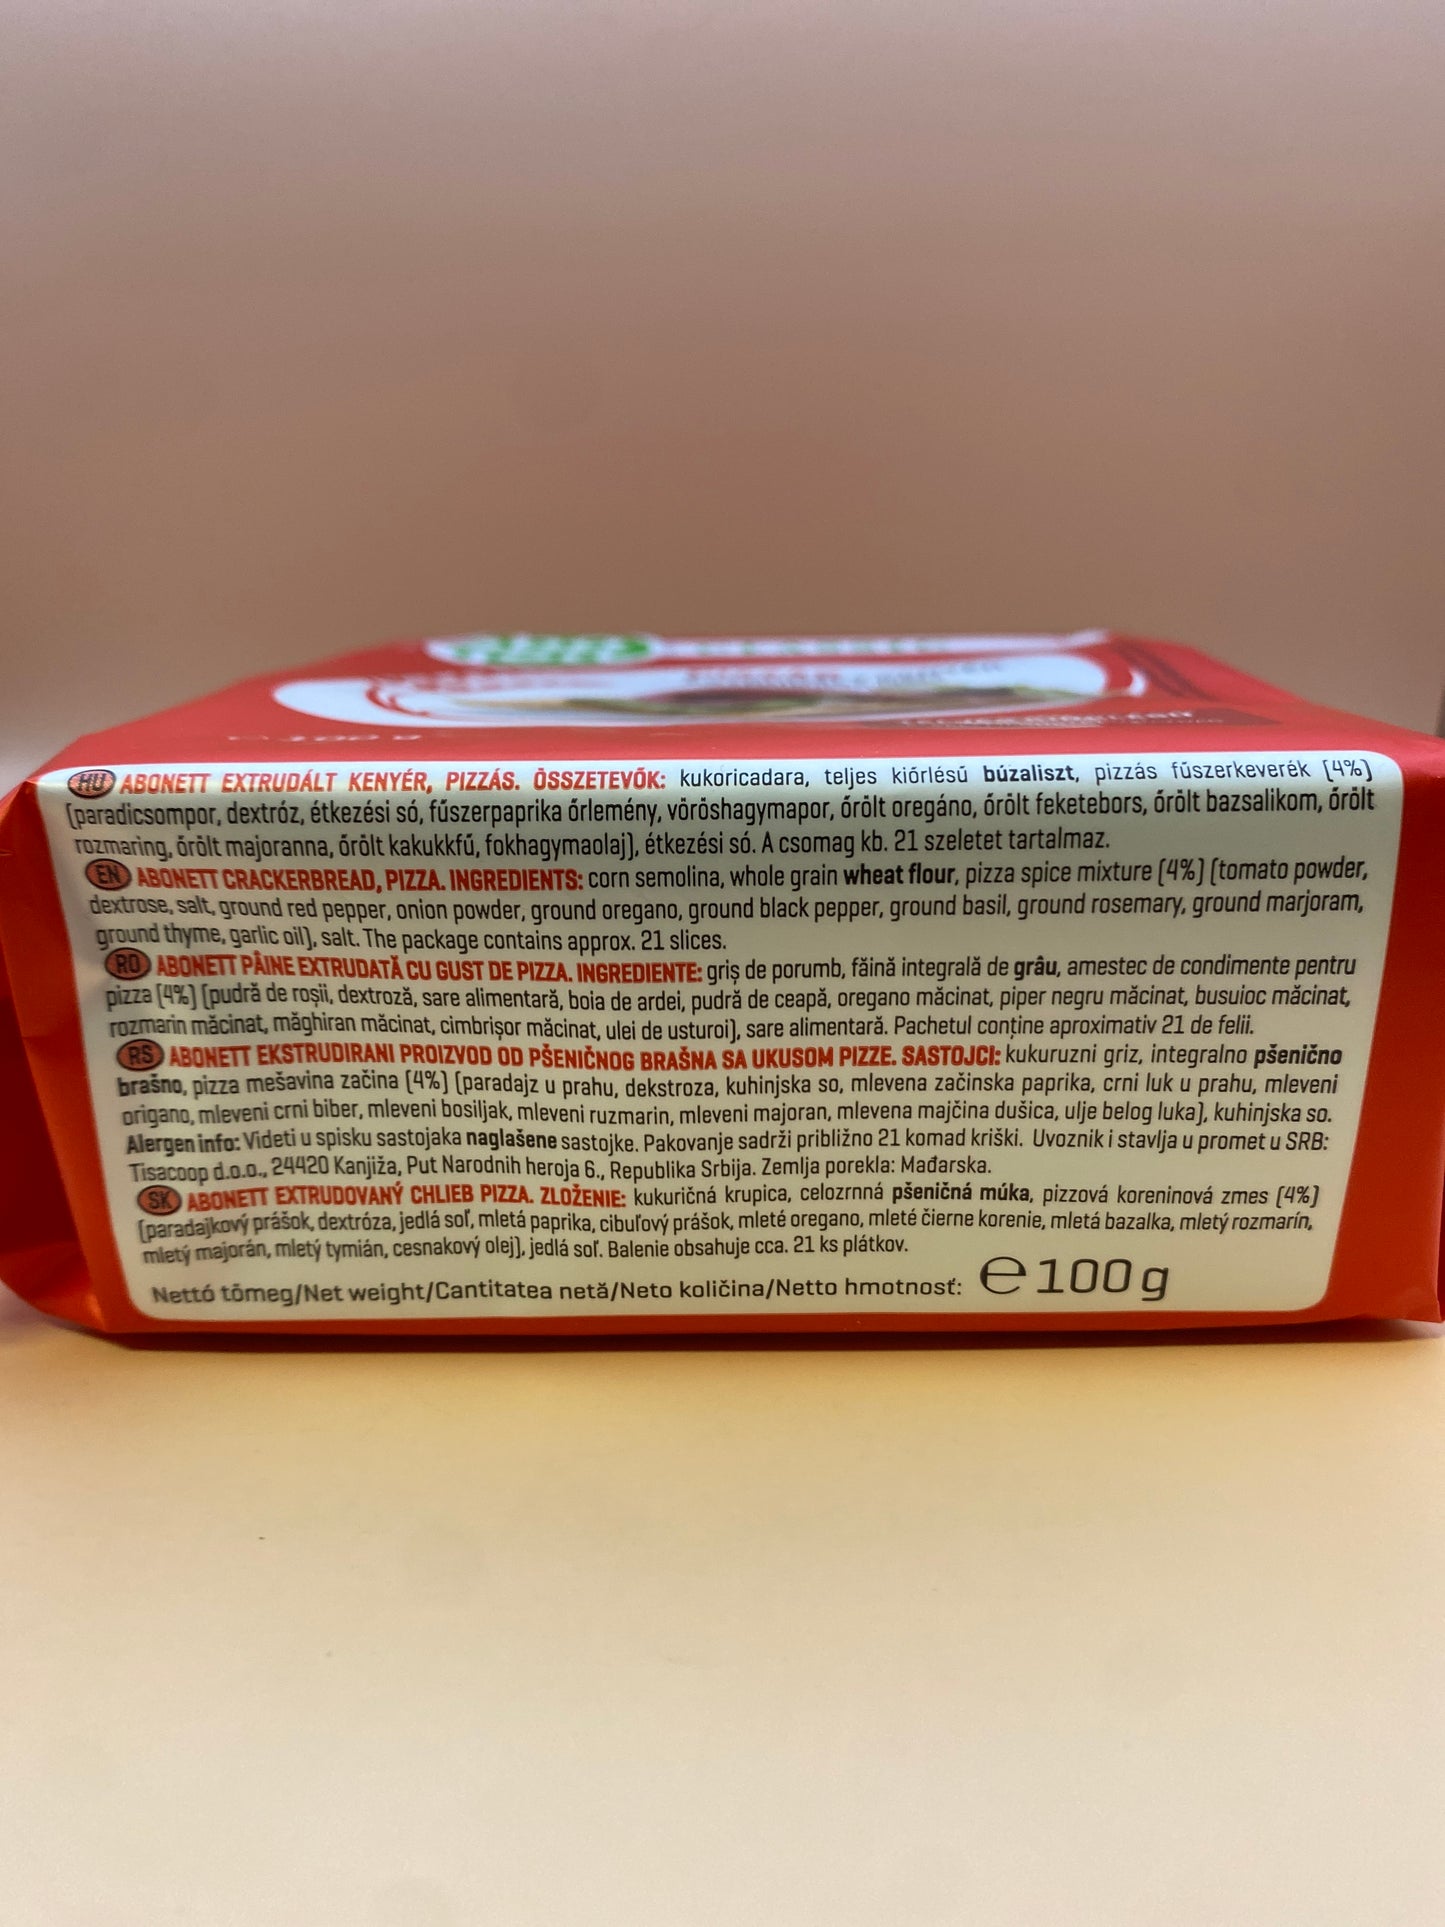 100 g
HU ABONETT EXTRUDÁLT KENYÉR, PIZZÁS. ÖSSZETEVŐK: kukoricadara, teljes kiőrlésű búzaliszt, pizzás fűszerkeverék (4%)
(paradicsompor, dextróz, étkezési só, fűszerpaprika őrlemény, vöröshagymapor, őrölt oregáno, őrölt feketebors, őrölt bazsalikom, őrölt
rozmaring, őrölt majoranna, őrölt kakukkfű, fokhagymaolaj), étkezési só. A csomag kb. 21 szeletet tartalmaz.
EN ABONETT CRACKERBREAD, PIZZA. INGREDIENTS: corn semolina, whole grain wheat flour, pizza spice mixture (4%) (tomato powder,
dextrose, salt, ground red pepper, onion powder, ground oregano, ground black pepper, ground basil, ground rosemary, ground marjoram,
ground thyme, garlic oil), salt. The package contains approx. 21 slices.
RO ABONETT PÂINE EXTRUDATĂ CU GUST DE PIZZA. INGREDIENTE: griș de porumb, făină integrală de grâu, amestec de condimente pentru
pizza (4%) (pudră de roșii, dextroză, sare alimentară, boia de ardei, pudră de ceapă, oregano măcinat, piper negru măcinat, busuioc măcinat,
rozmarin măcinat, măghiran măcinat, cimbrișor măcinat, ulei de usturoi), sare alimentară. Pachetul conține aproximativ 21 de felii.
RS ABONETT EKSTRUDIRANI PROIZVOD OD PŠENIČNOG BRAŠNA SA UKUSOM PIZZE. SASTOJCI: kukuruzni griz, integralno pšenično
brašno, pizza mešavina začina (4%) (paradajz u prahu, dekstroza, kuhinjska so, mlevena začinska paprika, crni luk u prahu, mleveni
origano, mleveni crni biber, mleveni bosiljak, mleveni ruzmarin, mleveni majoran, mlevena majčina dušica, ulje belog luka), kuhinjska so.
Alergen info: Videti u spisku sastojaka naglašene sastojke. Pakovanje sadrži približno 21 komad kriški. Uvoznik i stavlja u promet u SRB:
Tisacoop d.o.o., 24420 Kanjiža, Put Narodnih heroja 6., Republika Srbija. Zemlja porekla: Mađarska.
SK ABONETT EXTRUDOVANÝ CHLIEB PIZZA. ZLOŽENIE: kukuričná krupica, celozrnná pšeničná múka, pizzová koreninová zmes (4%)
(paradajkový prášok, dextróza, jedlá soľ, mletá paprika, cibuľový prášok, mleté oregano, mleté čierne korenie, mletá bazalka, mletý rozmarín,
mletý majorán, mletý tymián, cesnakový olej), jedlá soľ. Balenie obsahuje cca. 21 ks plátkov.
Nettó tömeg/Net weight/Cantitatea netă/Neto količina/Netto hmotnosť: ℮ 100 g